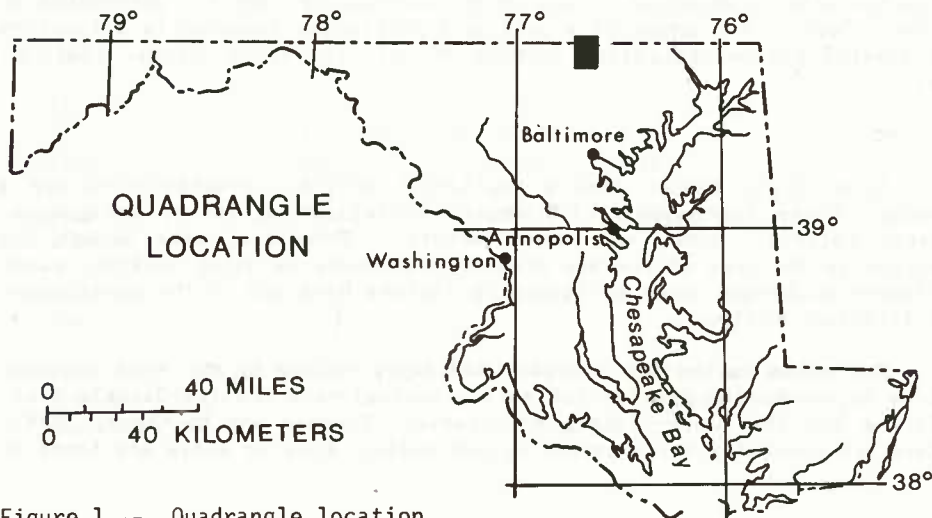 79°
78°
77°
76°
Baltimore
QUADRANGLE
LOCATION
39°
Annopolis
Washington
Chesapeake Bay
0 40 MILES
0 40 KILOMETERS
38°
Figure 1.-- Quadrangle location